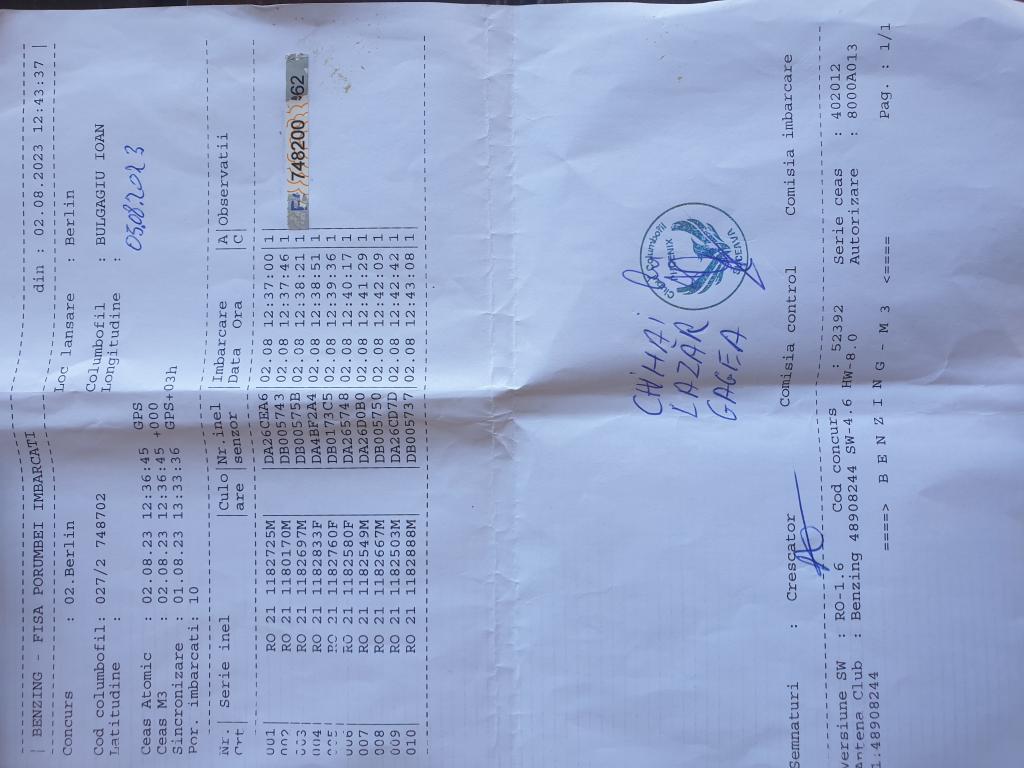 | BENZING - FISA PORUMBEI IMBARCATI din : 02.08.2023 12:43:37 |
Concurs : 02.Berlin Loc lansare : Berlin
Cod columbofil: 027/2 748702 Columbofil : BULGAGIU IOAN
Latitudine : Longitudine :
03.08.2023
Ceas Atomic : 02.08.23 12:36:45 GPS
Ceas M3 : 02.08.23 12:36:45 +000
Sincronizare : 01.08.23 13:33:36 GPS+03h
Por. imbarcati: 10
Nr.| Serie inel |Culo|Nr.inel |Imbarcare A|Observatii
Crt| |are |senzor |Data Ora C|
001 | RO 21 1182725M | |DA26CEA6|02.08 12:37:00 1|
002 | RO 21 1180170M | |DB005743|02.08 12:37:46 1|
003 | RO 21 1182697M | |DB00575B|02.08 12:38:21 1|
004 | RO 21 1182833F | |DA4BF2A4|02.08 12:38:51 1|
005 | RO 21 1182760F | |DB0173C5|02.08 12:39:36 1|
006 | RO 21 1182580F | |DA265748|02.08 12:40:17 1|
007 | RO 21 1182549M | |DA26DDB0|02.08 12:41:29 1|
008 | RO 21 1182667M | |DB005750|02.08 12:42:09 1|
009 | RO 21 1182503M | |DA26CD7D|02.08 12:42:42 1|
010 | RO 21 1182888M | |DB005737|02.08 12:43:08 1|
748200 62
CHIHAI
LAZĂR
GAGEA
Columbofil
FENIX
SUCEAVA
Semnaturi : Crescator Comisia control Comisia imbarcare
Versiune SW : RO-1.6 Cod concurs : 52392 Serie ceas : 402012
Antena Club : Benzing 48908244 SW-4.6 HW-8.0 Autorizare : 8000A013
1:48908244
====> B E N Z I N G - M 3 <==== Pag. : 1/1